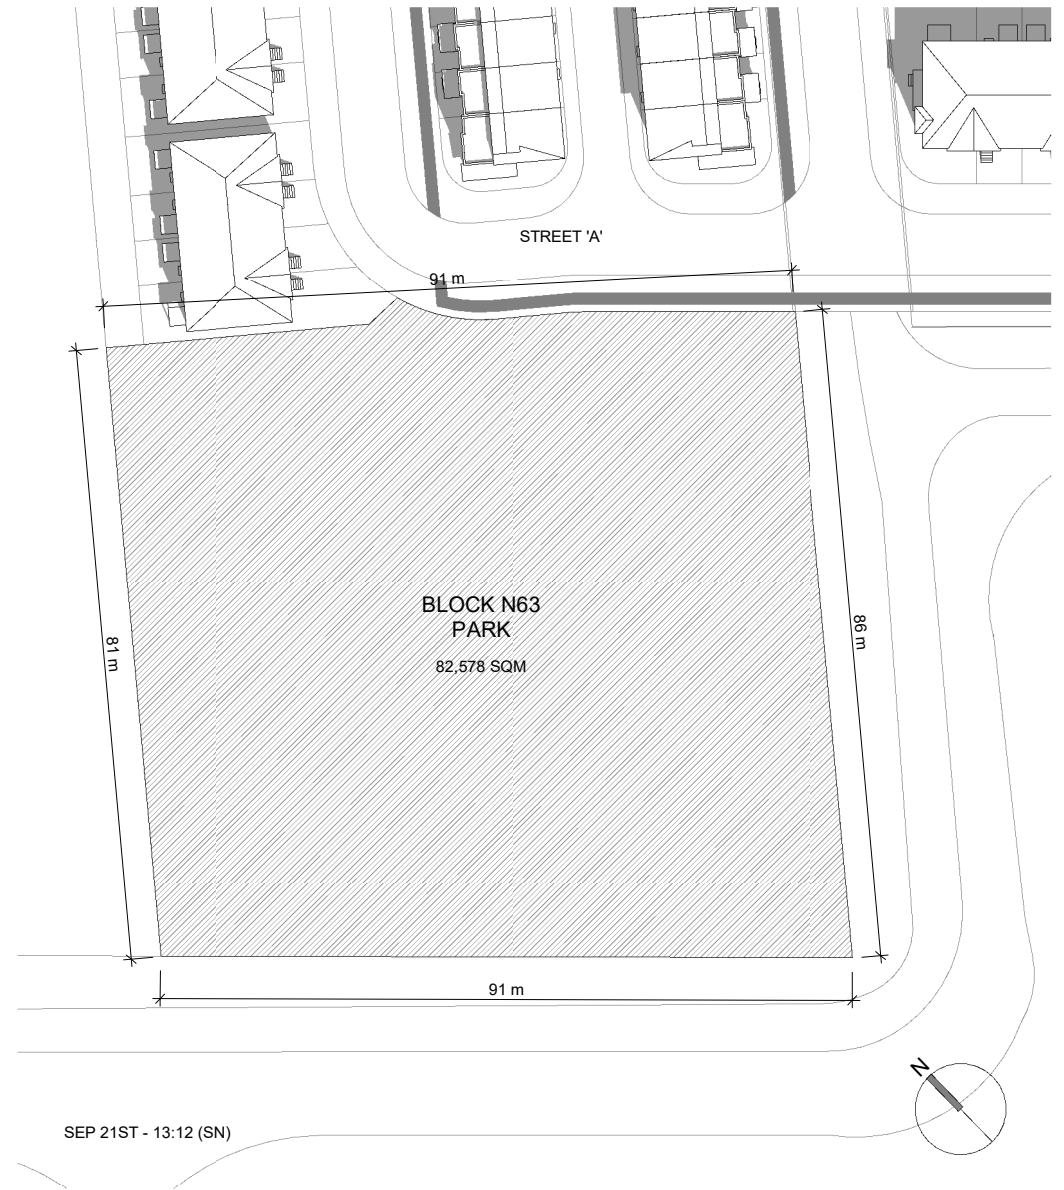 STREET 'A'
91 m
81 m
BLOCK N63
PARK
82,578 SQM
86 m
91 m
N
SEP 21ST - 13:12 (SN)